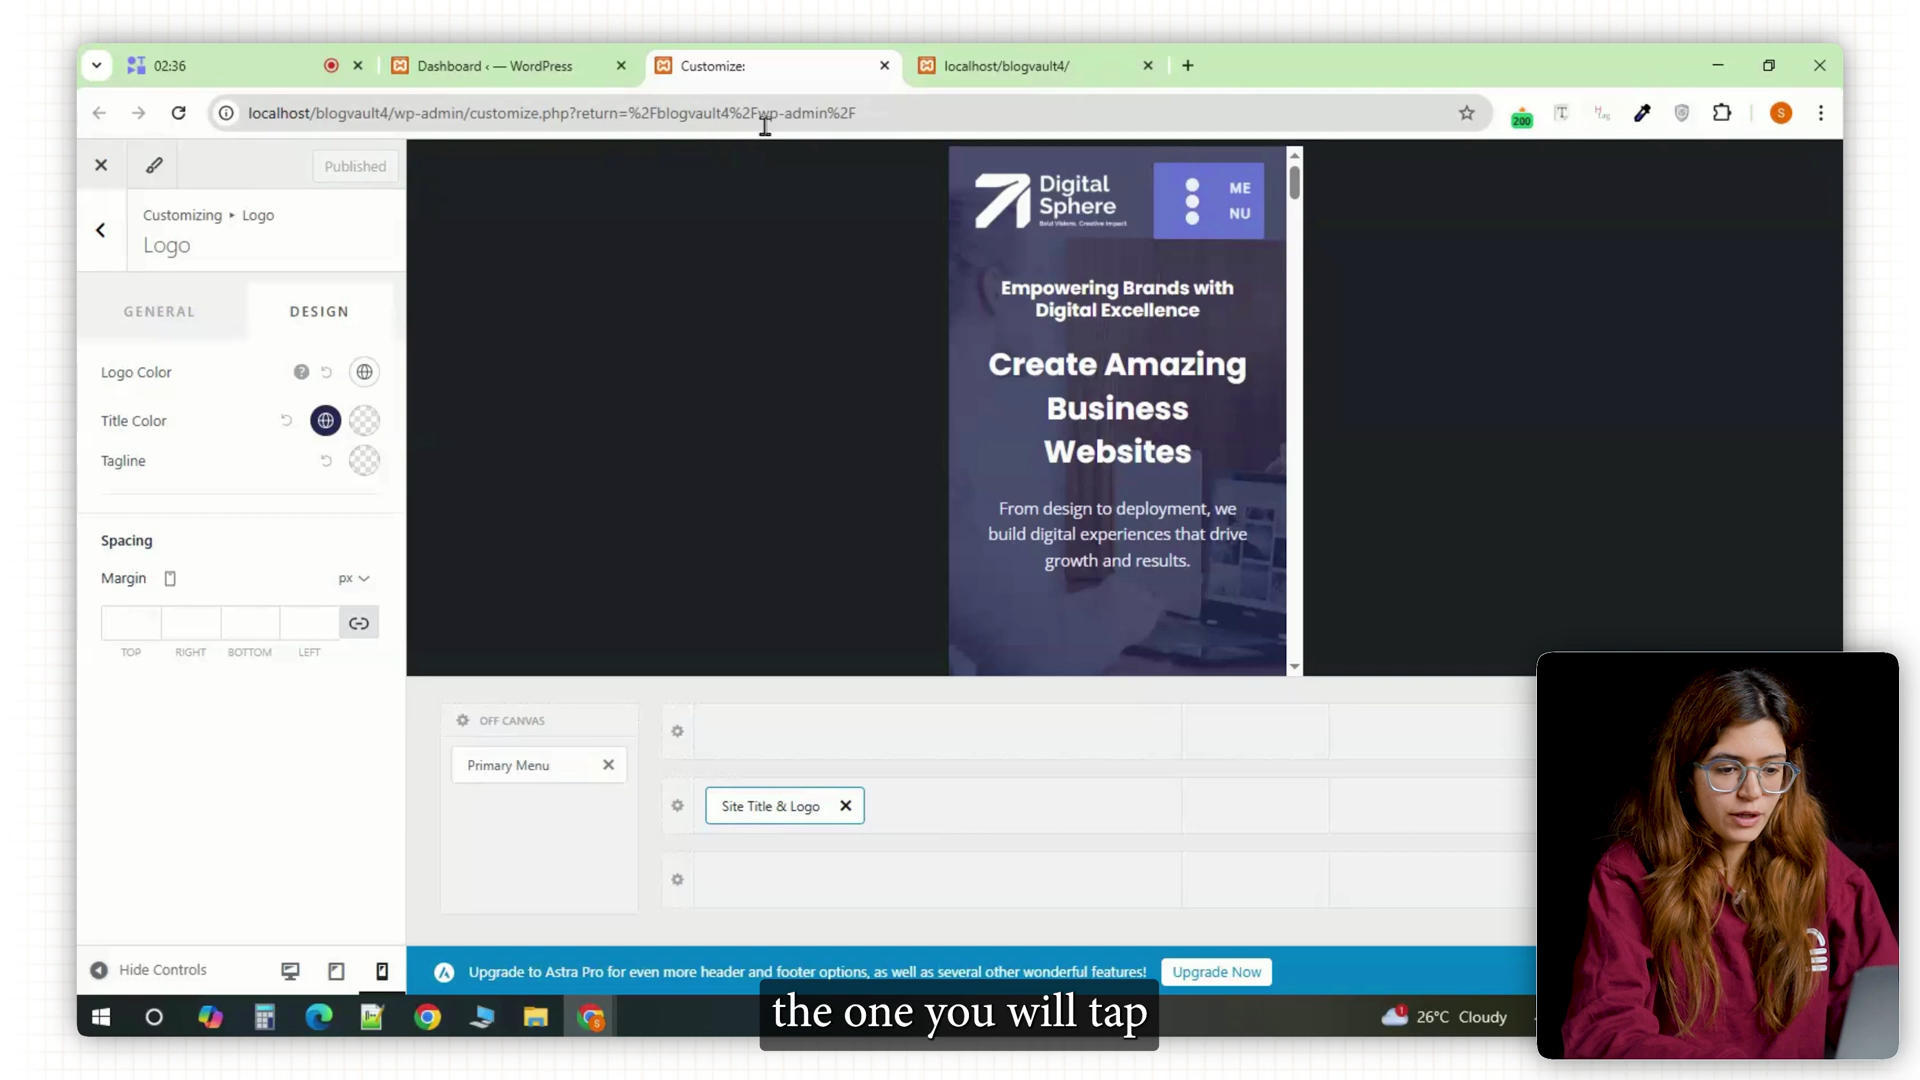 02:36
Dashboard ‹ — WordPress
Customize:
localhost/blogvault4/
localhost/blogvault4/wp-admin/customize.php?return=%2Fblogvault4%2Fwp-admin%2F
200
S
Published
Customizing ▸ Logo
Logo
GENERAL
DESIGN
Logo Color
Title Color
Tagline
Spacing
Margin
px
TOP
RIGHT
BOTTOM
LEFT
Digital
Sphere
Bold Visions, Creative Impact
ME
NU
Empowering Brands with
Digital Excellence
Create Amazing
Business
Websites
From design to deployment, we
build digital experiences that drive
growth and results.
OFF CANVAS
Primary Menu
Site Title & Logo
Hide Controls
Upgrade to Astra Pro for even more header and footer options, as well as several other wonderful features!
Upgrade Now
the one you will tap
26°C Cloudy